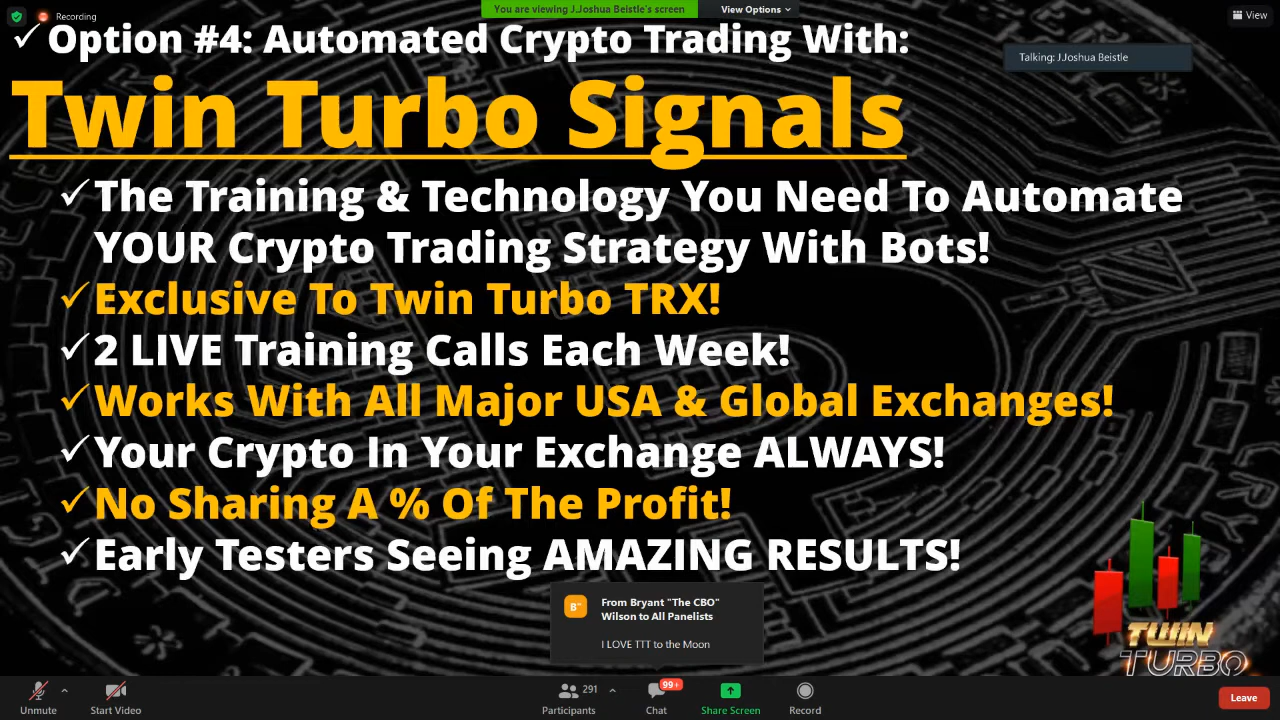 Recording
You are viewing J.Joshua Beistle's screen
View Options
View
✓ Option #4: Automated Crypto Trading With:
Talking: J.Joshua Beistle
Twin Turbo Signals
✓ The Training & Technology You Need To Automate
YOUR Crypto Trading Strategy With Bots!
✓ Exclusive To Twin Turbo TRX!
✓ 2 LIVE Training Calls Each Week!
✓ Works With All Major USA & Global Exchanges!
✓ Your Crypto In Your Exchange ALWAYS!
✓ No Sharing A % Of The Profit!
✓ Early Testers Seeing AMAZING RESULTS!
B"
From Bryant "The CBO"
Wilson to All Panelists
I LOVE TTT to the Moon
TWIN
TURBO
Unmute
Start Video
291
Participants
99+
Chat
Share Screen
Record
Leave